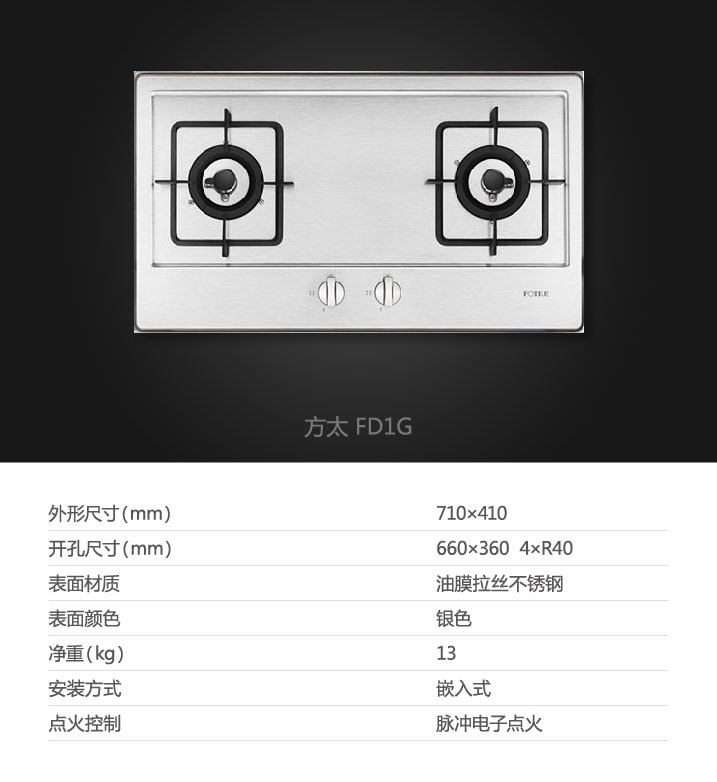 FOTILE
方太 FD1G
外形尺寸(mm) 710×410
开孔尺寸(mm) 660×360 4×R40
表面材质 油膜拉丝不锈钢
表面颜色 银色
净重(kg) 13
安装方式 嵌入式
点火控制 脉冲电子点火